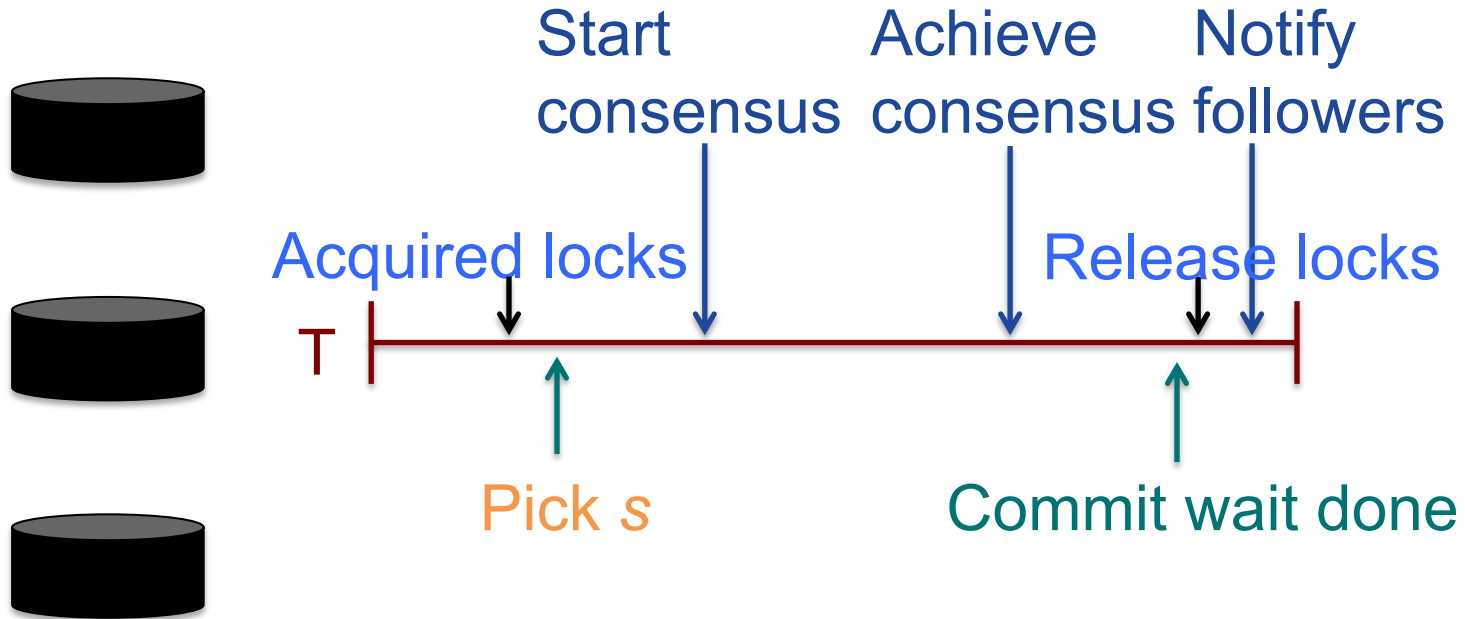 Start
consensus
Achieve
consensus
Notify
followers
Acquired locks
Release locks
T
Pick s
Commit wait done